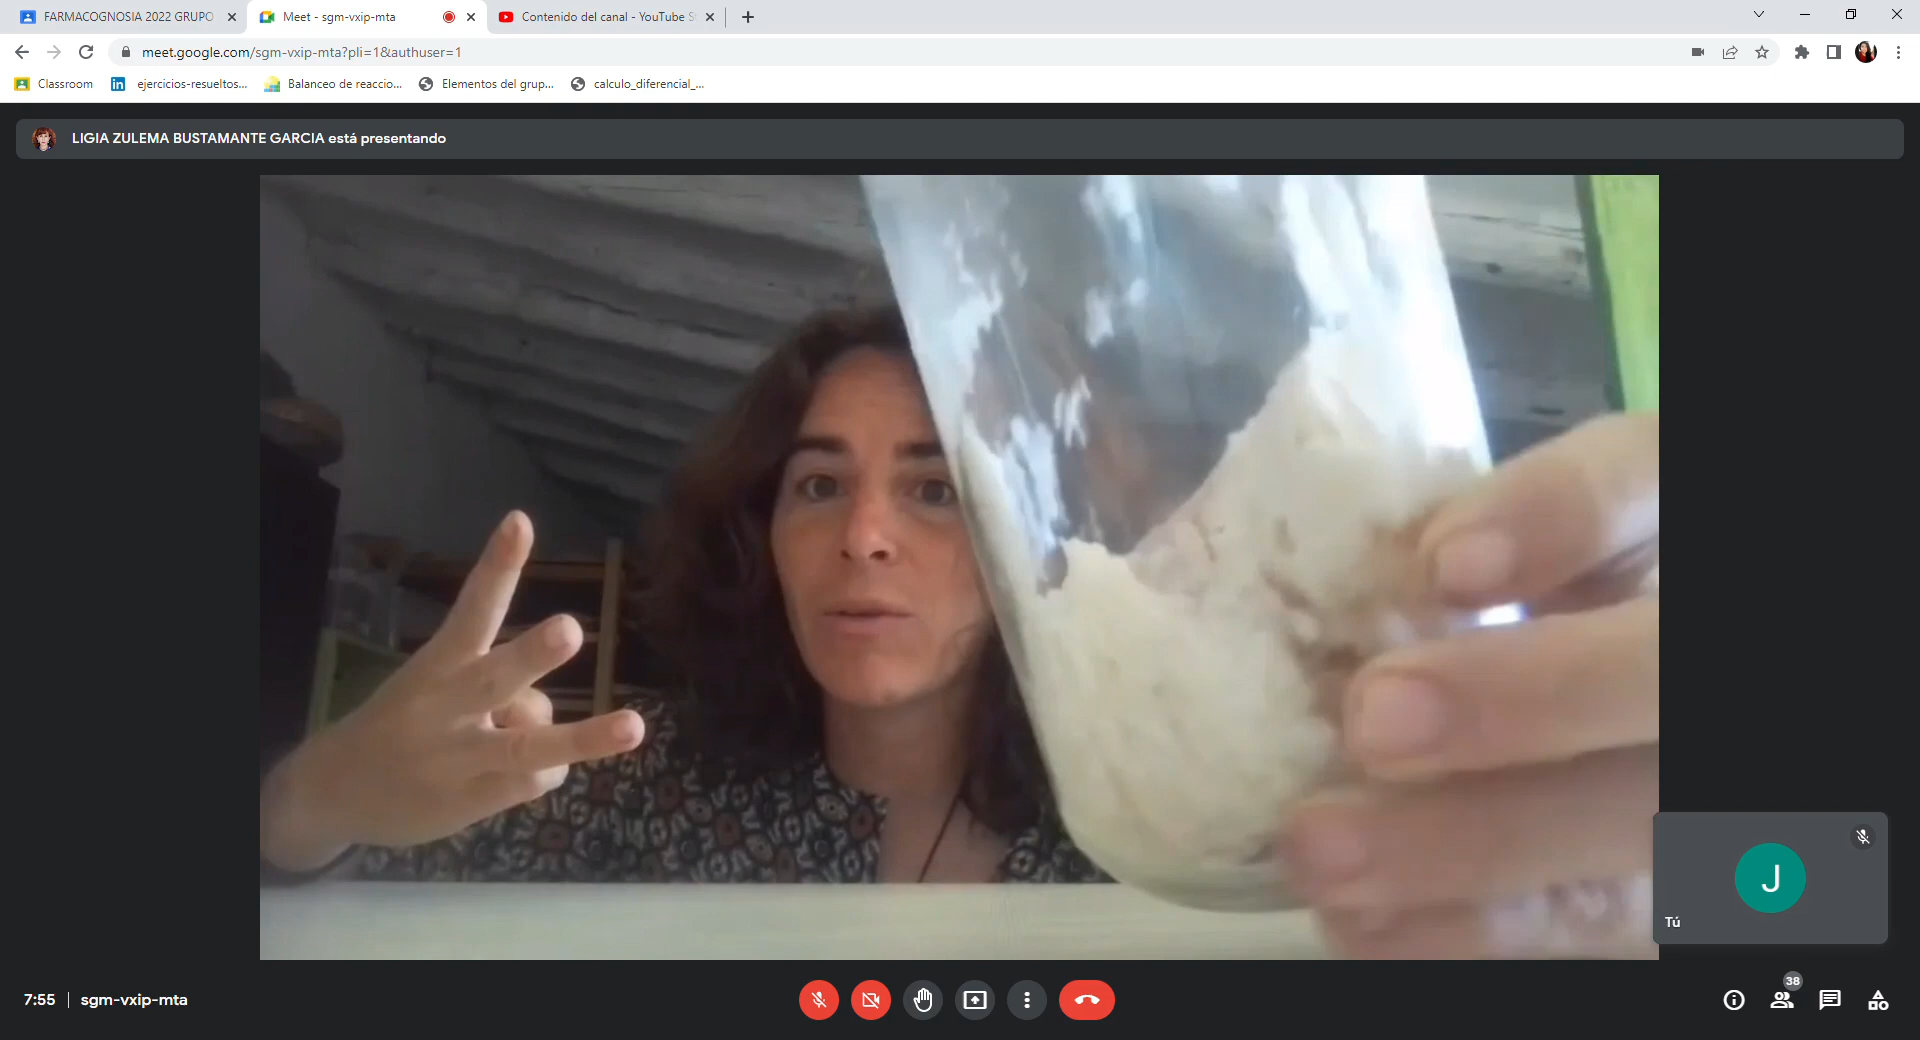 FARMACOGNOSIA 2022 GRUPO
Meet - sgm-vxip-mta
Contenido del canal - YouTube S
meet.google.com/sgm-vxip-mta?pli=1&authuser=1
Classroom
ejercicios-resueltos...
Balanceo de reaccio...
Elementos del grup...
calculo_diferencial_...
LIGIA ZULEMA BUSTAMANTE GARCIA está presentando
J
Tú
7:55 | sgm-vxip-mta
38